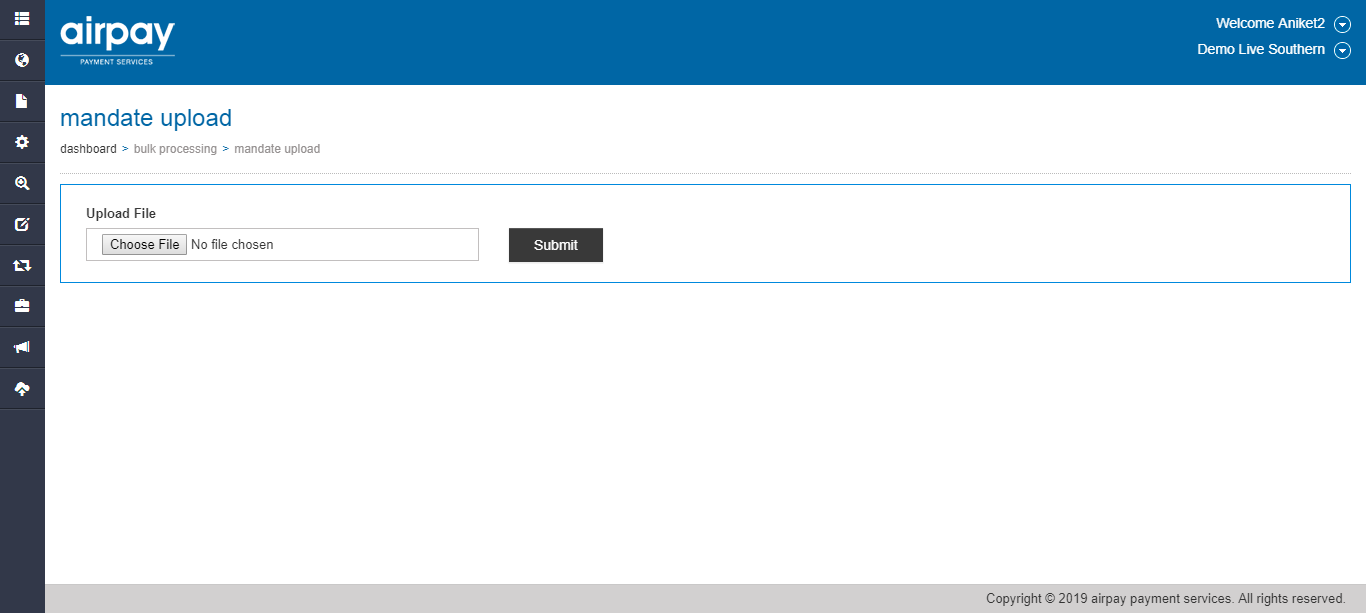 airpay
PAYMENT SERVICES
Welcome Aniket2
Demo Live Southern
mandate upload
dashboard > bulk processing > mandate upload
Upload File
Choose File No file chosen
Submit
Copyright © 2019 airpay payment services. All rights reserved.